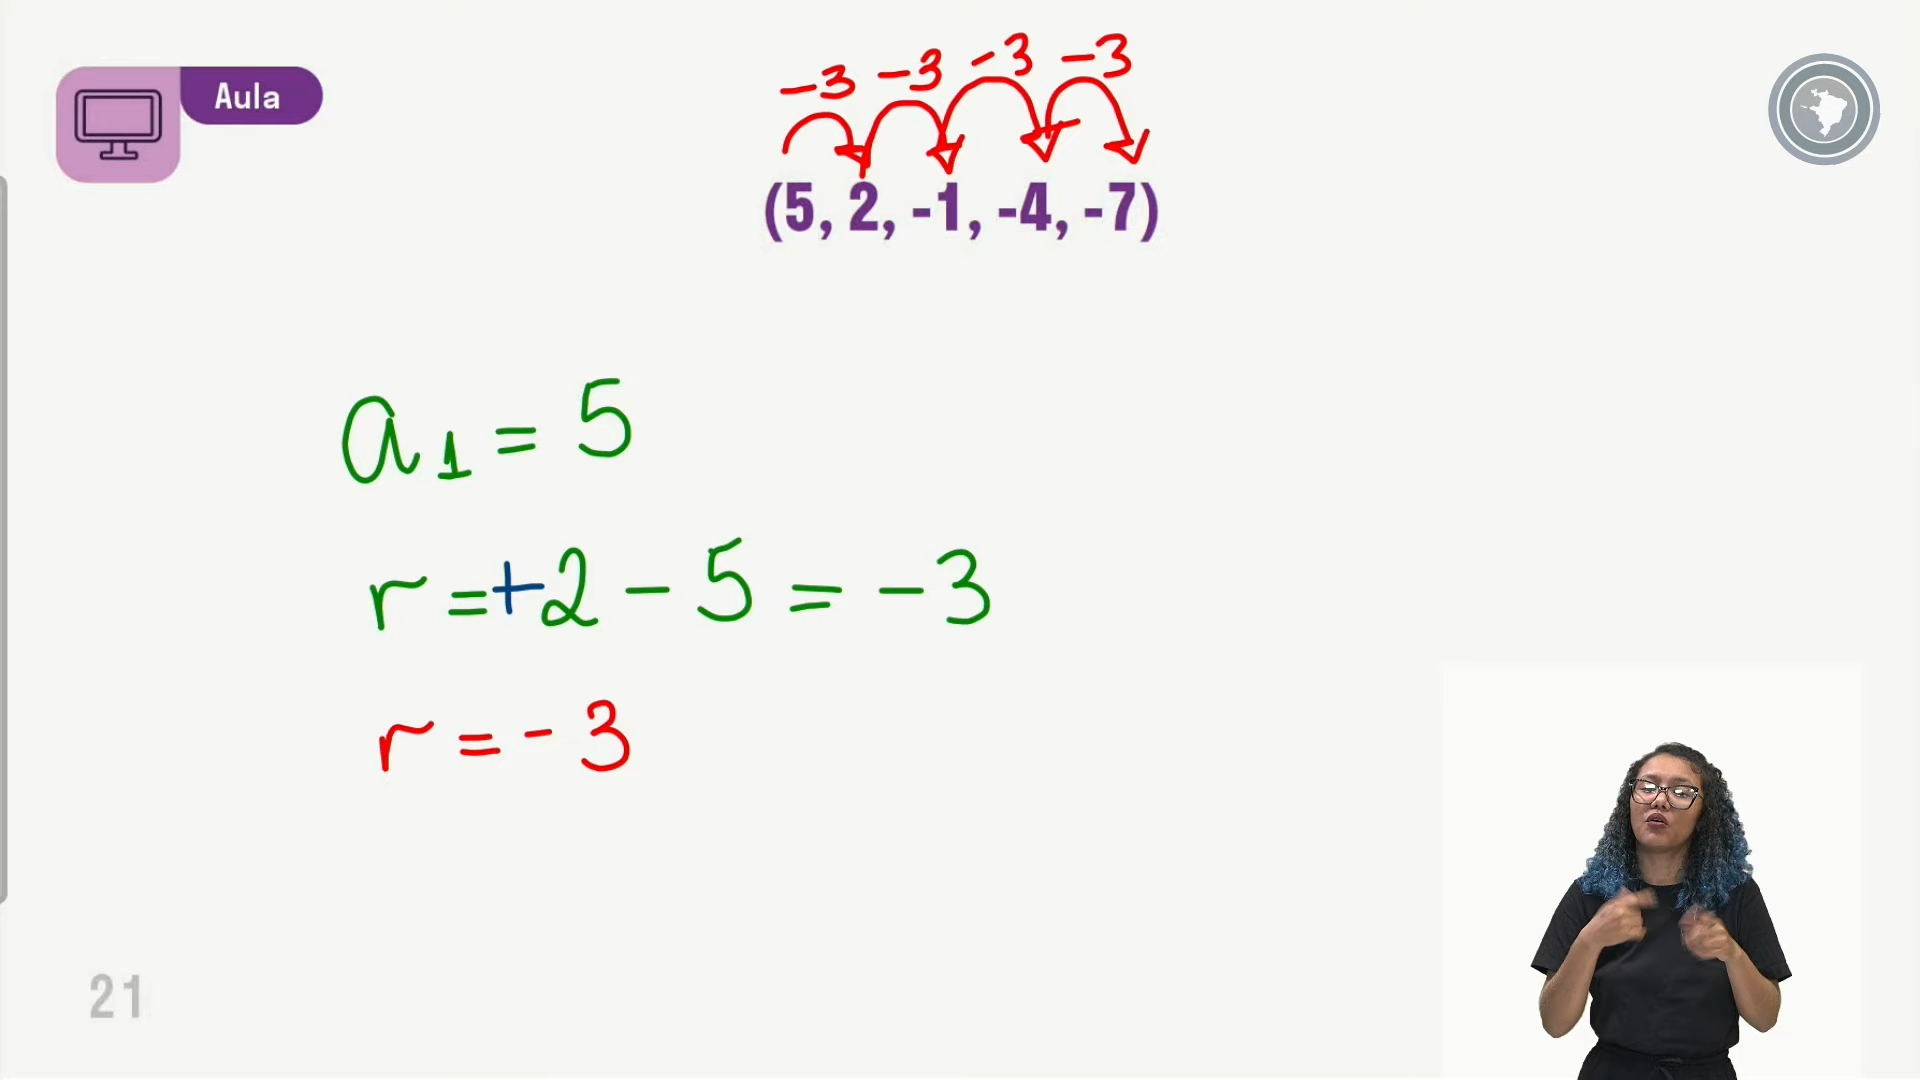 Aula
-3 -3 -3 -3
(5, 2, -1, -4, -7)
a1 = 5
r = +2 - 5 = -3
r = -3
21